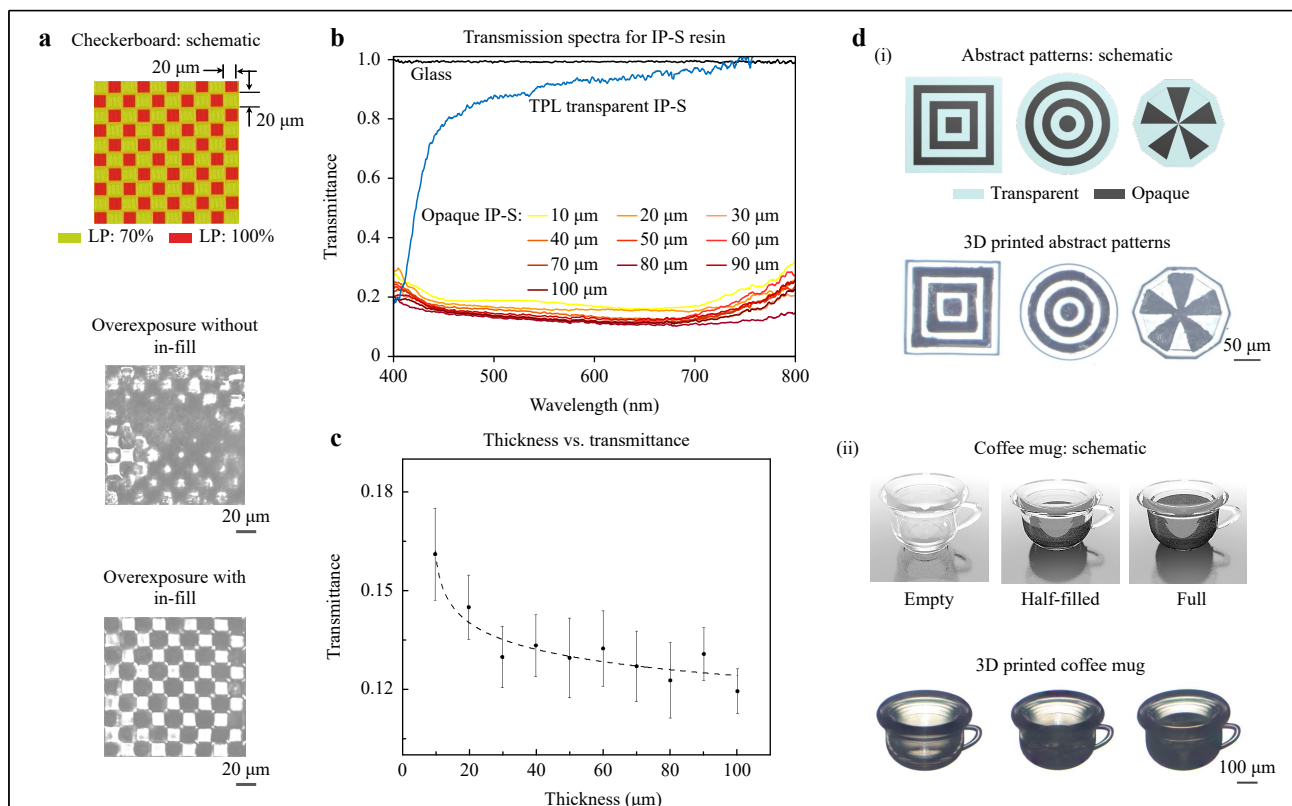 a
Checkerboard: schematic
20 μm
20 μm
LP: 70% LP: 100%
Overexposure without
in-fill
20 μm
Overexposure with
in-fill
20 μm
b
Transmission spectra for IP-S resin
1.0
0.8
0.6
0.4
0.2
0
Transmittance
Glass
TPL transparent IP-S
Opaque IP-S: 10 μm 20 μm 30 μm
40 μm 50 μm 60 μm
70 μm 80 μm 90 μm
100 μm
400 500 600 700 800
Wavelength (nm)
c
Thickness vs. transmittance
0.18
0.15
0.12
Transmittance
0 20 40 60 80 100
Thickness (μm)
d
(i)
Abstract patterns: schematic
Transparent Opaque
3D printed abstract patterns
50 μm
(ii)
Coffee mug: schematic
Empty Half-filled Full
3D printed coffee mug
100 μm